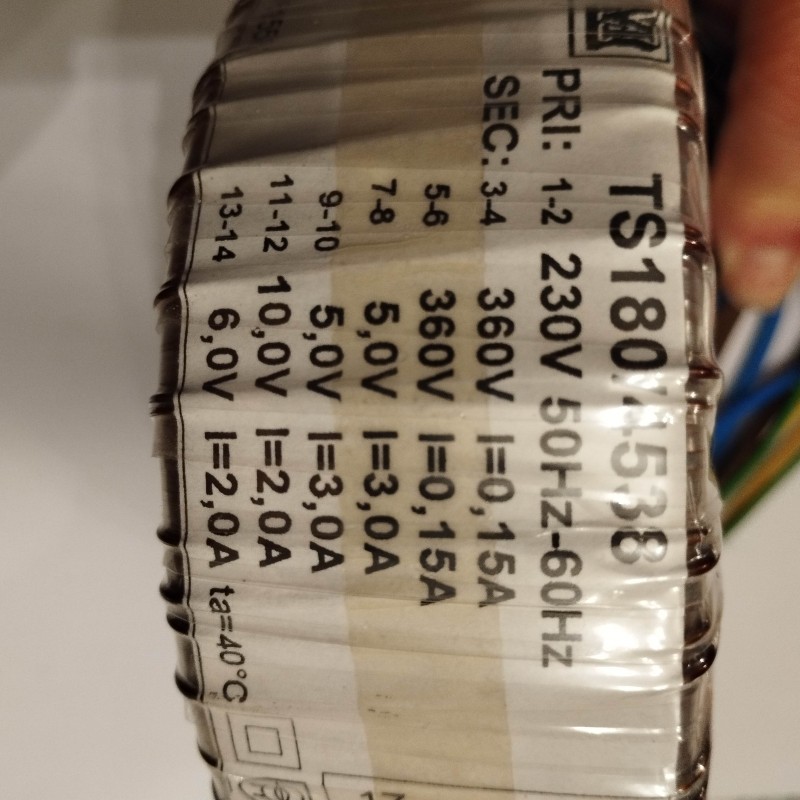 TS180/4538
PRI: 1-2 230V 50Hz-60Hz
SEC: 3-4 360V I=0,15A
5-6 360V I=0,15A
7-8 5,0V I=3,0A
9-10 5,0V I=3,0A
11-12 10,0V I=2,0A
13-14 6,0V I=2,0A ta=40°C